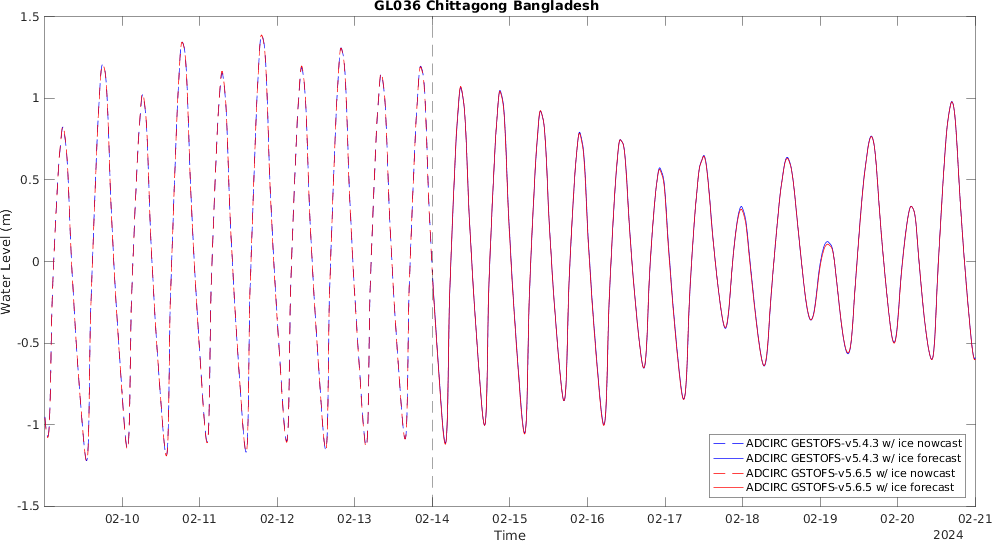 GL036 Chittagong Bangladesh
1.5
1
0.5
0
-0.5
-1
-1.5
Water Level (m)
02-10 02-11 02-12 02-13 02-14 02-15 02-16 02-17 02-18 02-19 02-20 02-21
Time
2024
ADCIRC GESTOFS-v5.4.3 w/ ice nowcast
ADCIRC GESTOFS-v5.4.3 w/ ice forecast
ADCIRC GSTOFS-v5.6.5 w/ ice nowcast
ADCIRC GSTOFS-v5.6.5 w/ ice forecast